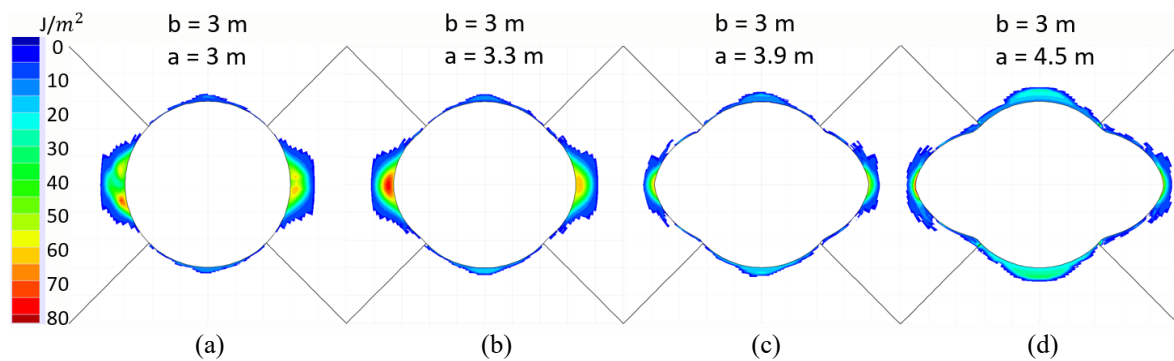 J/m²
b = 3 m
a = 3 m
b = 3 m
a = 3.3 m
b = 3 m
a = 3.9 m
b = 3 m
a = 4.5 m
0
10
20
30
40
50
60
70
80
(a)
(b)
(c)
(d)